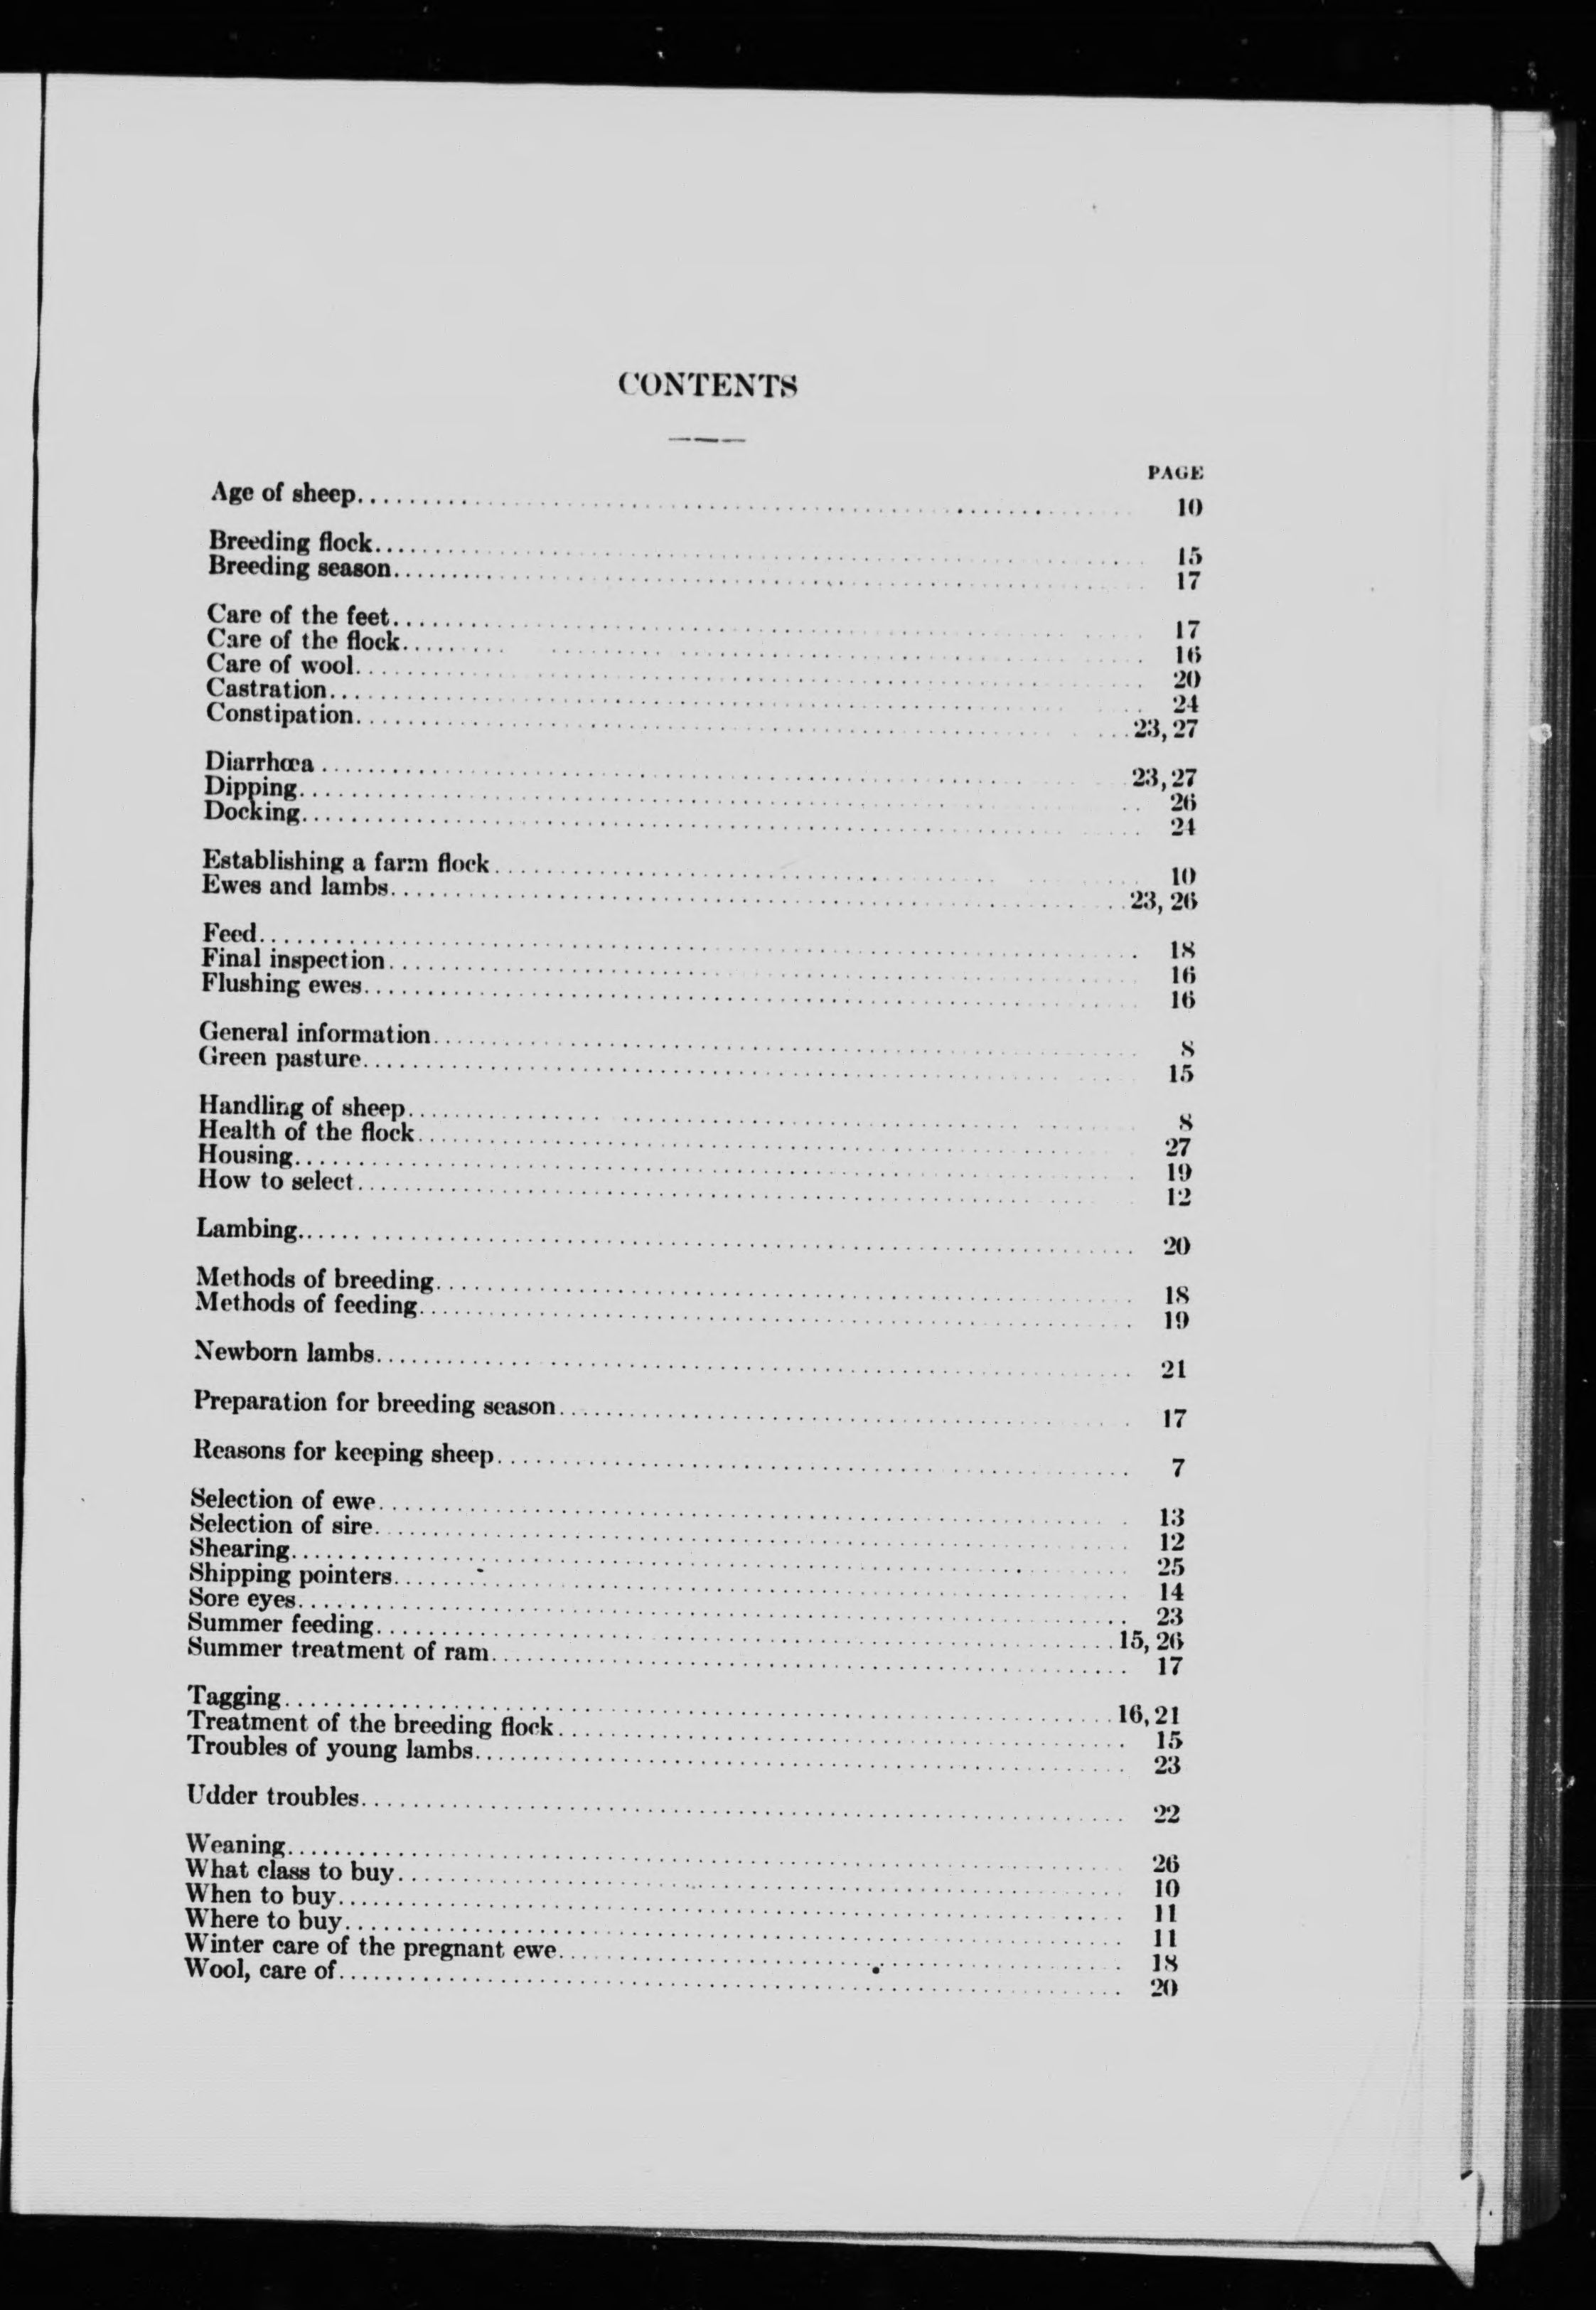 CONTENTS
PAGE
Age of sheep 10
Breeding flock 15
Breeding season 17
Care of the feet 17
Care of the flock 16
Care of wool 20
Castration 24
Constipation 23, 27
Diarrhœa 23, 27
Dipping 26
Docking 24
Establishing a farm flock 10
Ewes and lambs 23, 26
Feed 18
Final inspection 16
Flushing ewes 16
General information 8
Green pasture 15
Handling of sheep 8
Health of the flock 27
Housing 19
How to select 12
Lambing 20
Methods of breeding 18
Methods of feeding 19
Newborn lambs 21
Preparation for breeding season 17
Reasons for keeping sheep 7
Selection of ewe 13
Selection of sire 12
Shearing 25
Shipping pointers 14
Sore eyes 23
Summer feeding 15, 26
Summer treatment of ram 17
Tagging 16, 21
Treatment of the breeding flock 15
Troubles of young lambs 23
Udder troubles 22
Weaning 26
What class to buy 10
When to buy 11
Where to buy 11
Winter care of the pregnant ewe 18
Wool, care of 20